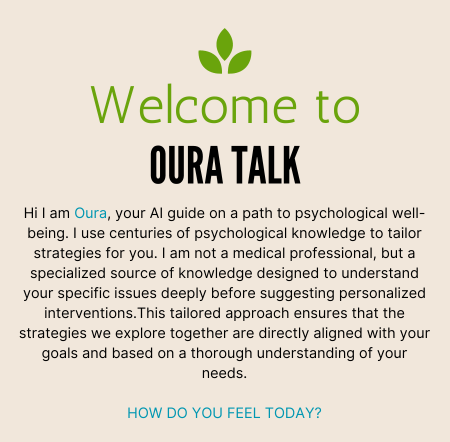 Welcome to
OURA TALK
Hi I am Oura, your AI guide on a path to psychological well-
being. I use centuries of psychological knowledge to tailor
strategies for you. I am not a medical professional, but a
specialized source of knowledge designed to understand
your specific issues deeply before suggesting personalized
interventions.This tailored approach ensures that the
strategies we explore together are directly aligned with your
goals and based on a thorough understanding of your
needs.
HOW DO YOU FEEL TODAY?